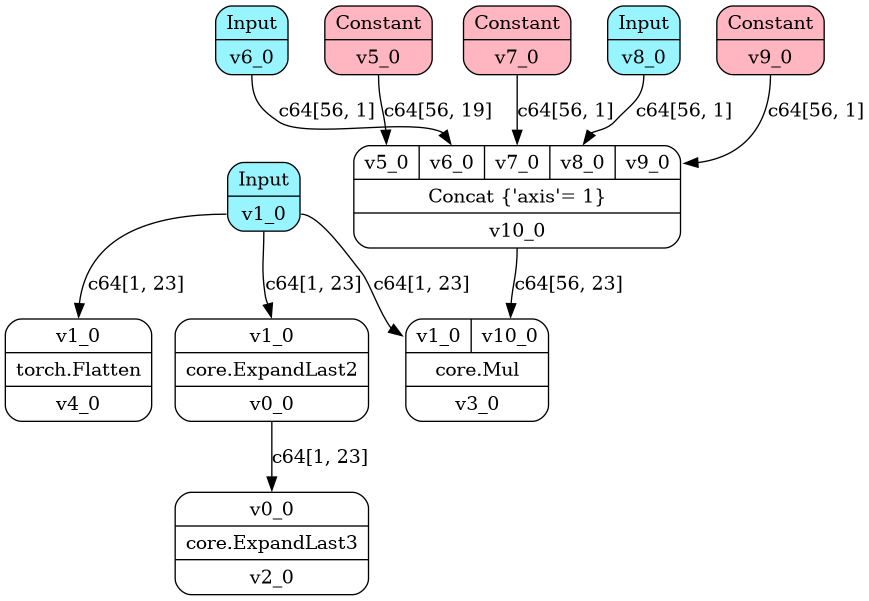 Input
v6_0
Constant
v5_0
Constant
v7_0
Input
v8_0
Constant
v9_0
c64[56, 1]
c64[56, 19]
c64[56, 1]
c64[56, 1]
c64[56, 1]
v5_0 v6_0 v7_0 v8_0 v9_0
Concat {'axis'= 1}
v10_0
Input
v1_0
c64[1, 23]
c64[1, 23]
c64[1, 23]
c64[56, 23]
v1_0
torch.Flatten
v4_0
v1_0
core.ExpandLast2
v0_0
v1_0 v10_0
core.Mul
v3_0
c64[1, 23]
v0_0
core.ExpandLast3
v2_0